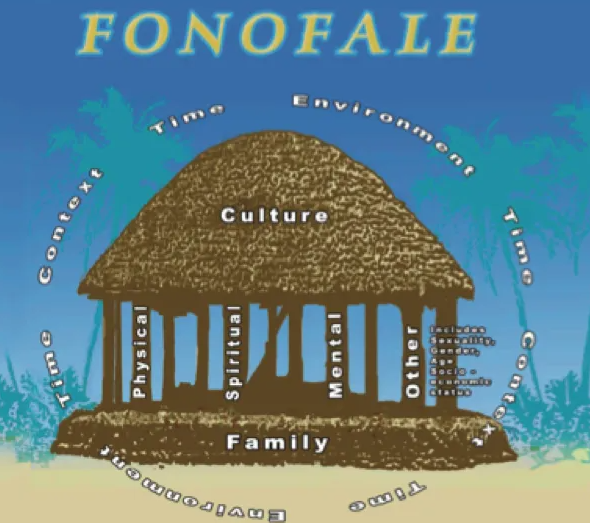 FONOFALE
Environment
Time
Context
Time
Culture
Physical
Spiritual
Mental
Other
Includes
Sexuality,
Gender,
Age
Socio -
economic
status
Time
Context
Family
Environment
Time